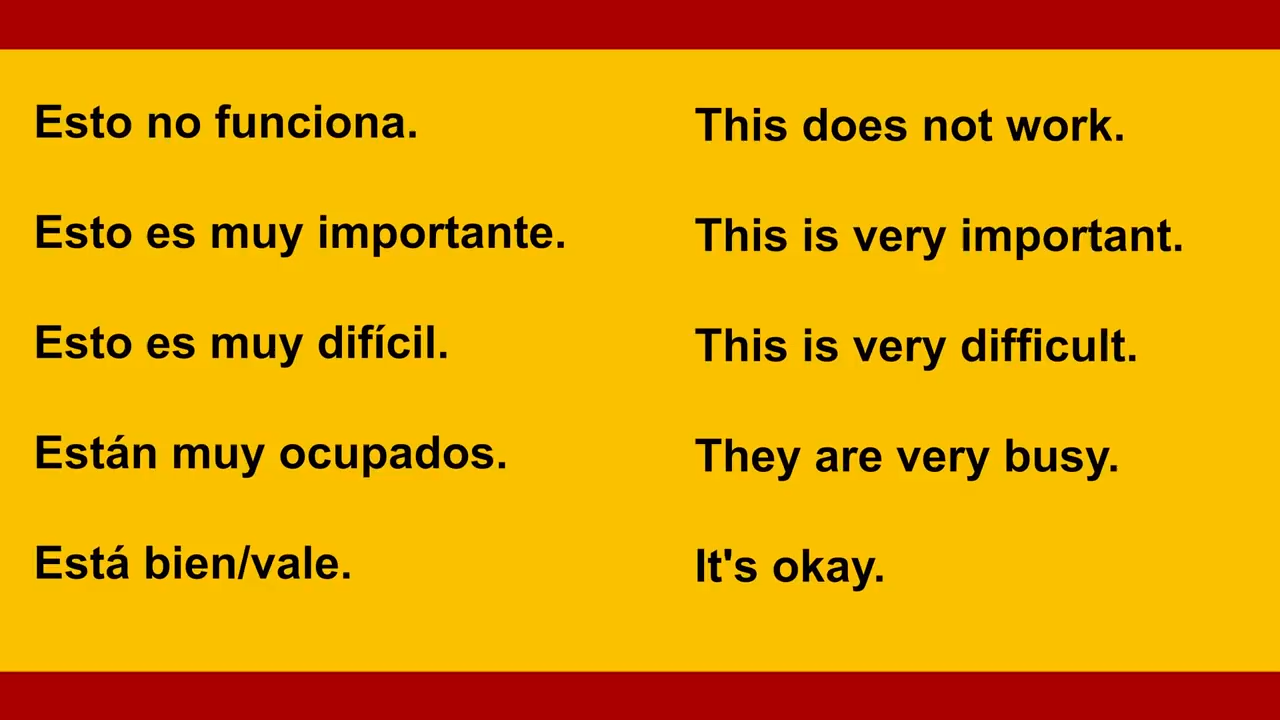 Esto no funciona.
This does not work.
Esto es muy importante.
This is very important.
Esto es muy difícil.
This is very difficult.
Están muy ocupados.
They are very busy.
Está bien/vale.
It's okay.